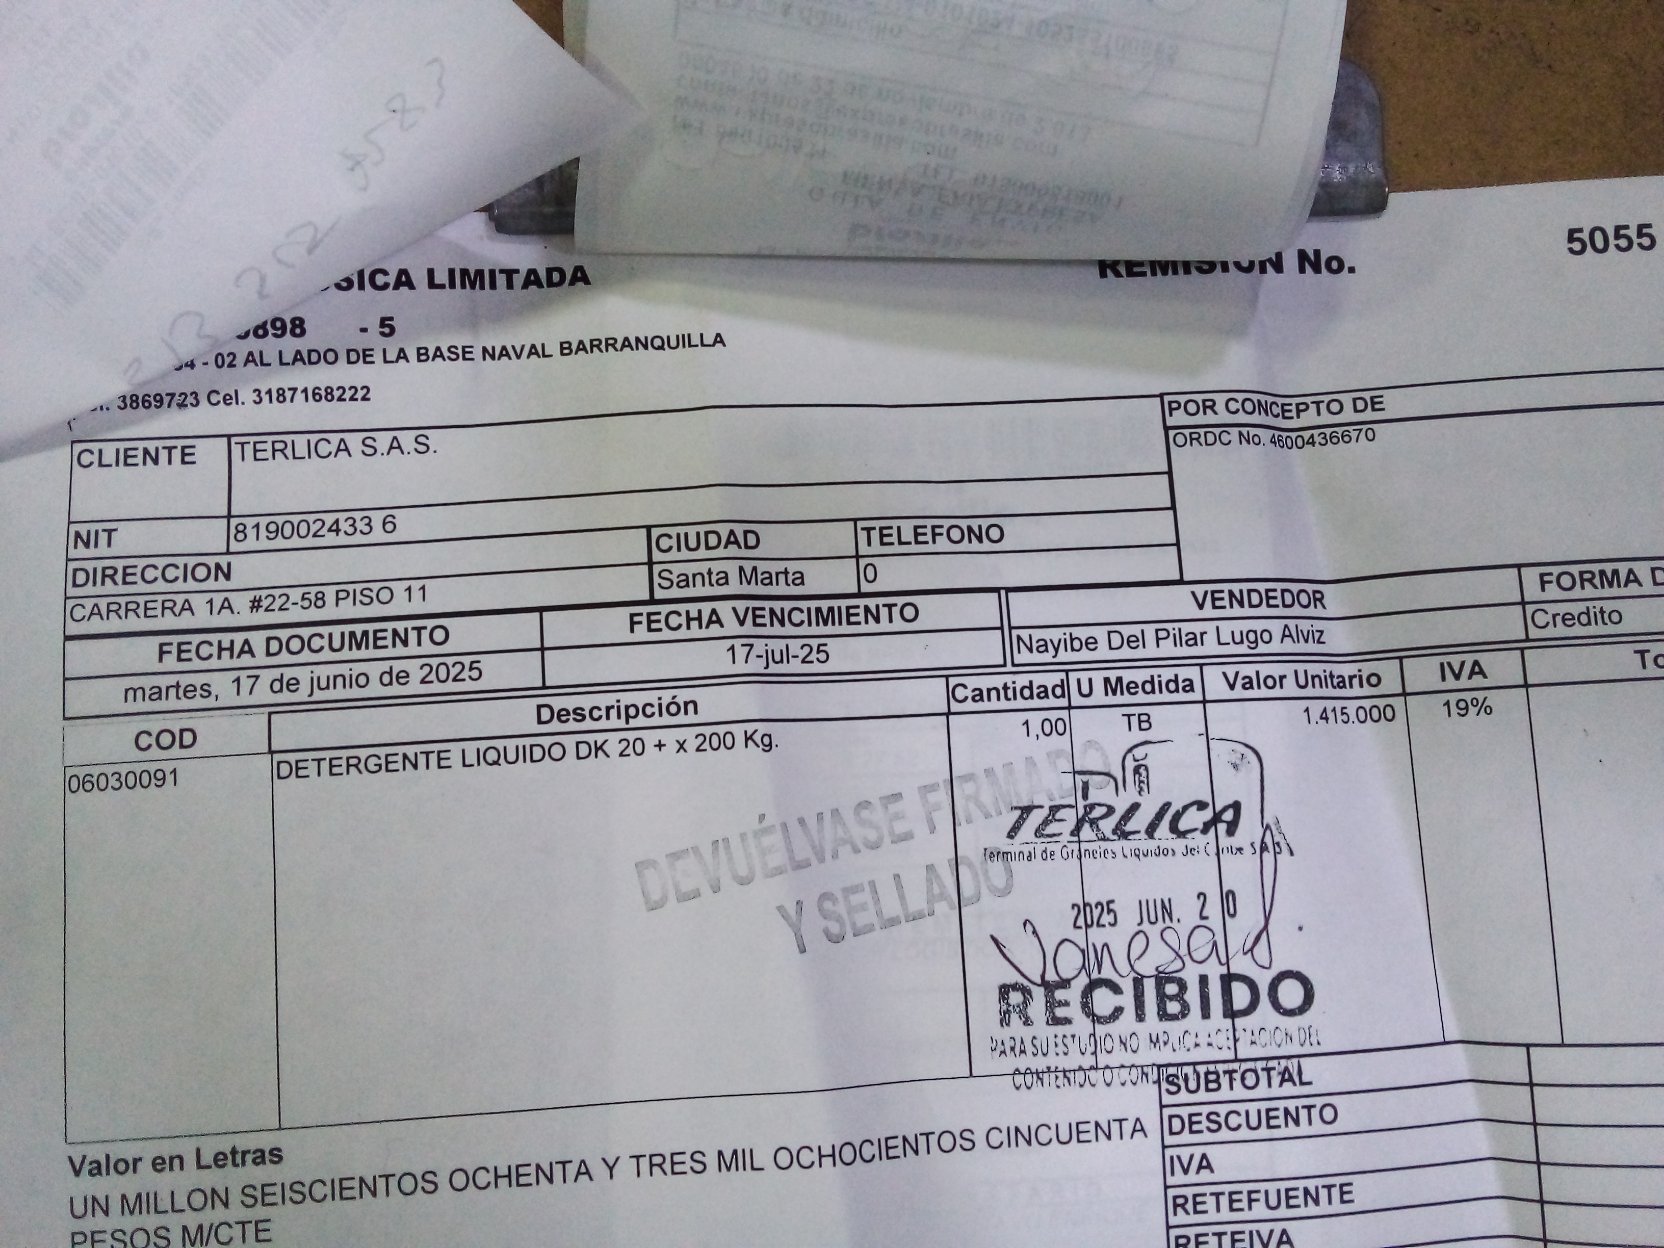 SICA LIMITADA
REMISION No.
5055
898 - 5
- 02 AL LADO DE LA BASE NAVAL BARRANQUILLA
3869723 Cel. 3187168222
CLIENTE TERLICA S.A.S.
POR CONCEPTO DE
ORDC No. 4600436670
NIT 819002433 6
CIUDAD TELEFONO
DIRECCION
Santa Marta 0
CARRERA 1A. #22-58 PISO 11
FECHA DOCUMENTO FECHA VENCIMIENTO VENDEDOR FORMA D
martes, 17 de junio de 2025 17-jul-25 Nayibe Del Pilar Lugo Alviz Credito
COD Descripción Cantidad U Medida Valor Unitario IVA To
06030091 DETERGENTE LIQUIDO DK 20 + x 200 Kg. 1,00 TB 1.415.000 19%
DEVUÉLVASE FIRMADO
Y SELLADO
TERLICA
Terminal de Graneles Liquidos del Caribe S.A.S
2025 JUN. 20
Vanesa
RECIBIDO
PARA SU ESTUDIO NO IMPLICA ACEPTACION DEL
CONTENIDO O
SUBTOTAL
DESCUENTO
IVA
RETEFUENTE
RETEIVA
Valor en Letras
UN MILLON SEISCIENTOS OCHENTA Y TRES MIL OCHOCIENTOS CINCUENTA
PESOS M/CTE